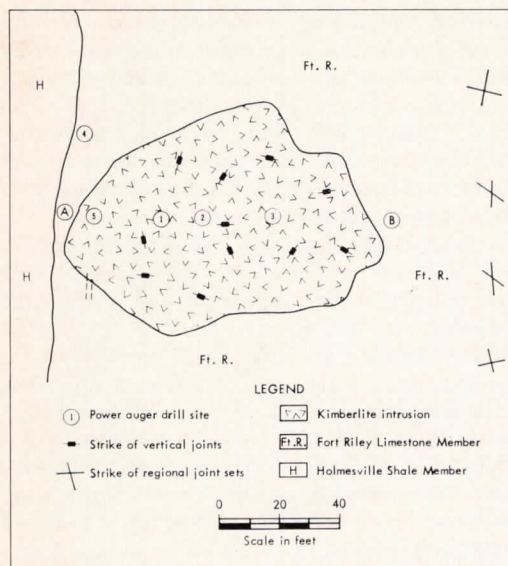 Ft. R.
H
4
A
5
1
2
3
B
H
Ft. R.
Ft. R.
LEGEND
1 Power auger drill site
Kimberlite intrusion
Strike of vertical joints
Ft.R. Fort Riley Limestone Member
Strike of regional joint sets
H Holmesville Shale Member
0 20 40
Scale in feet